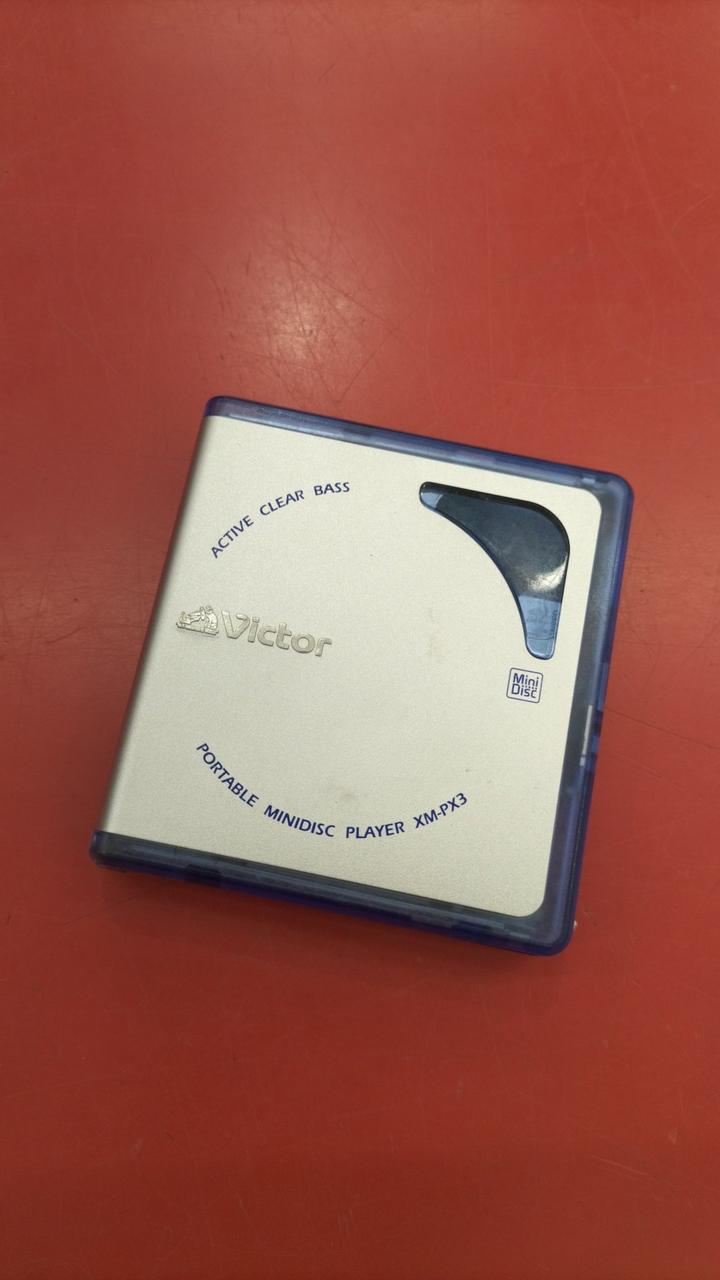 ACTIVE CLEAR BASS
Victor
Mini
Disc
PORTABLE MINIDISC PLAYER XM-PX3